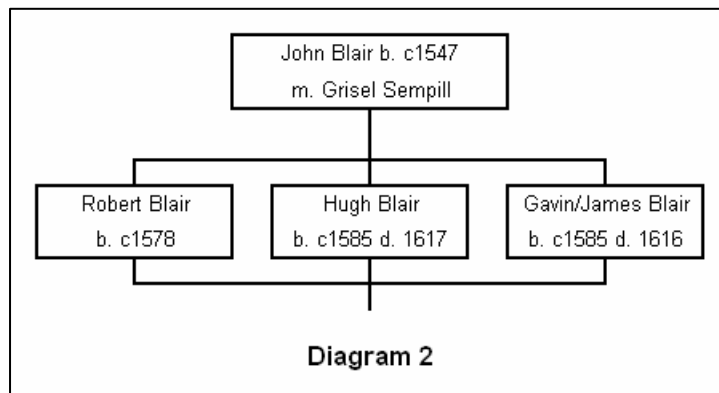 John Blair b. c1547
m. Grisel Sempill
Robert Blair
b. c1578
Hugh Blair
b. c1585 d. 1617
Gavin/James Blair
b. c1585 d. 1616
Diagram 2